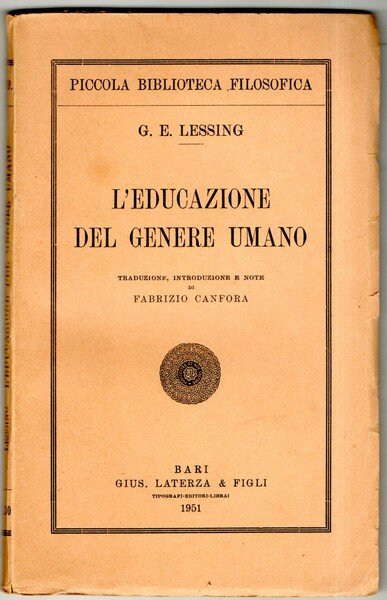 PICCOLA BIBLIOTECA FILOSOFICA
G. E. LESSING
L'EDUCAZIONE
DEL GENERE UMANO
TRADUZIONE, INTRODUZIONE E NOTE
DI
FABRIZIO CANFORA
BARI
GIUS. LATERZA & FIGLI
TIPOGRAFI-EDITORI-LIBRAI
1951